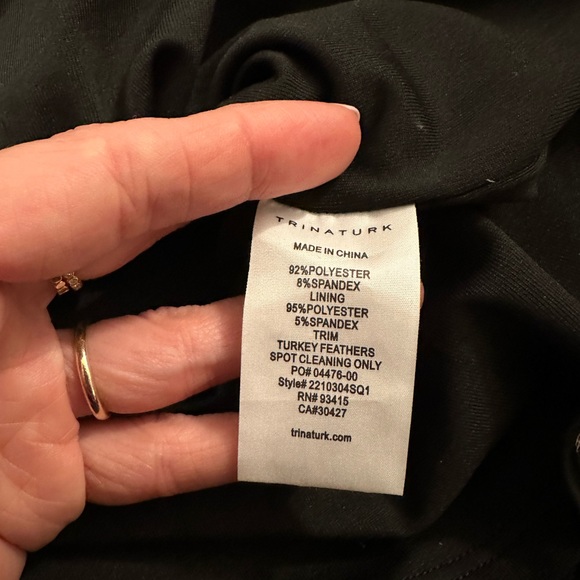 TRINATURK
MADE IN CHINA
92%POLYESTER
8%SPANDEX
LINING
95%POLYESTER
5%SPANDEX
TRIM
TURKEY FEATHERS
SPOT CLEANING ONLY
PO# 04476-00
Style# 2210304SQ1
RN# 93415
CA#30427
trinaturk.com